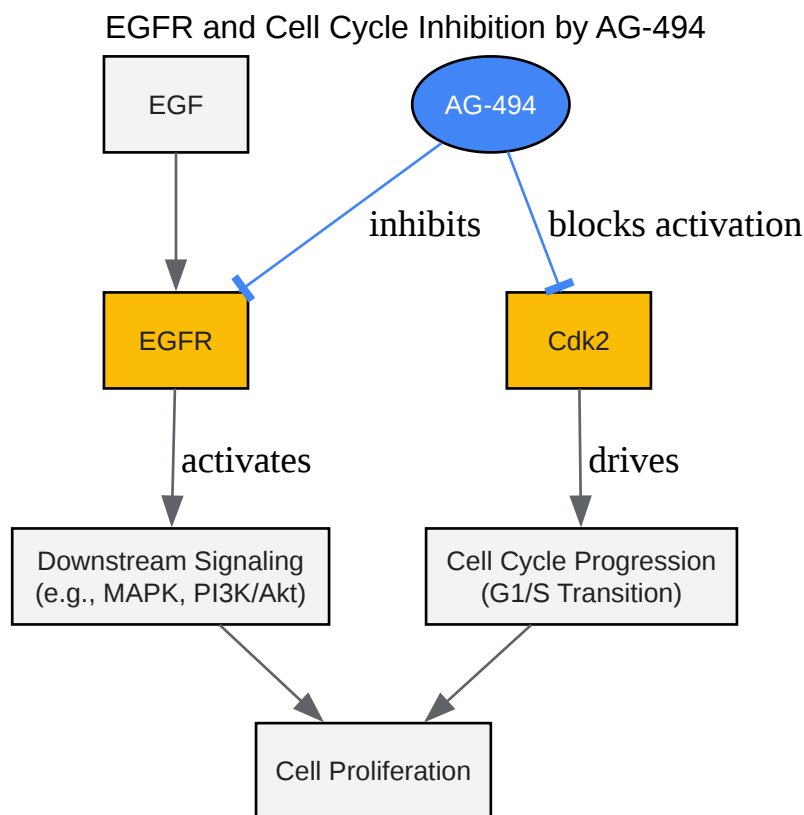 EGFR and Cell Cycle Inhibition by AG-494
EGF
AG-494
inhibits
blocks activation
EGFR
Cdk2
activates
drives
Downstream Signaling
(e.g., MAPK, PI3K/Akt)
Cell Cycle Progression
(G1/S Transition)
Cell Proliferation